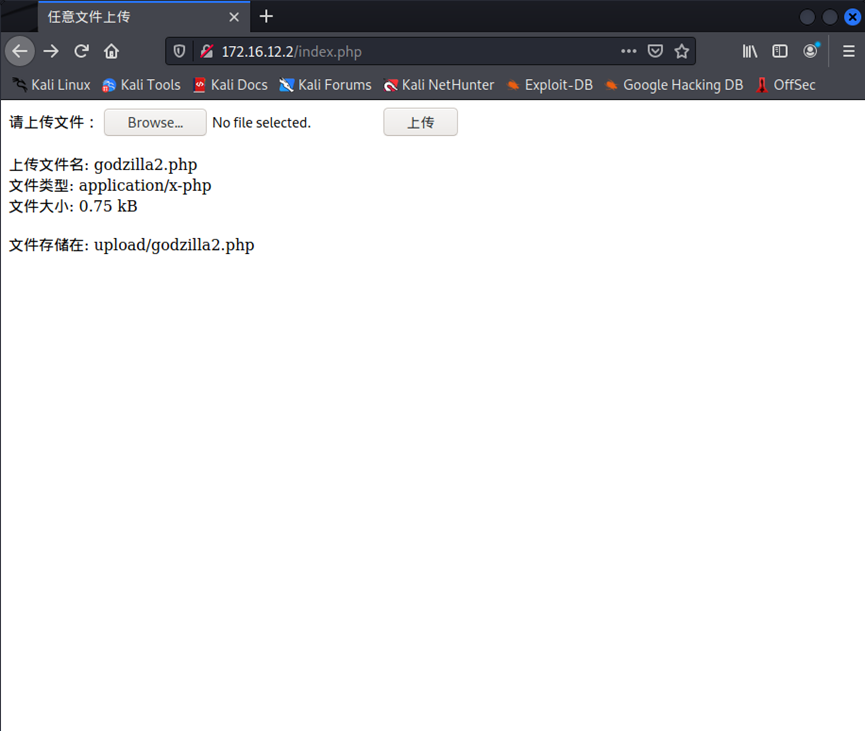 任意文件上传
172.16.12.2/index.php
Kali Linux Kali Tools Kali Docs Kali Forums Kali NetHunter Exploit-DB Google Hacking DB OffSec
请上传文件： Browse... No file selected. 上传
上传文件名: godzilla2.php
文件类型: application/x-php
文件大小: 0.75 kB
文件存储在: upload/godzilla2.php